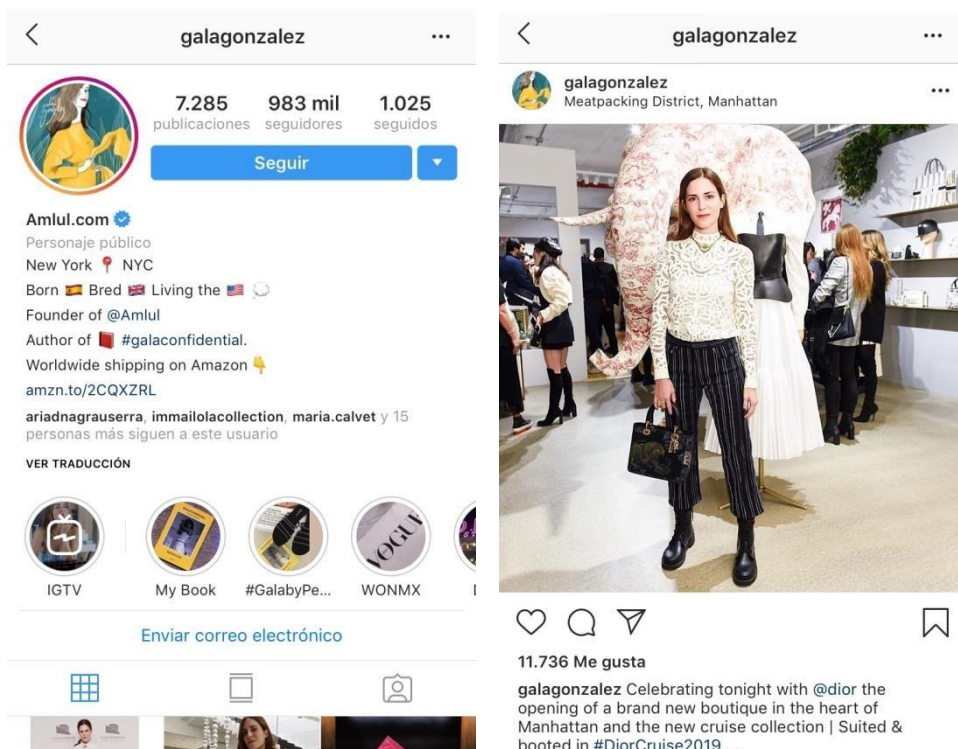 galagonzalez
7.285 983 mil 1.025
publicaciones seguidores seguidos
Seguir
Amlul.com
Personaje público
New York 📍 NYC
Born 🇪🇸 Bred 🇬🇧 Living the 🇺🇸 💭
Founder of @Amlul
Author of 📕 #galaconfidential.
Worldwide shipping on Amazon 👇
amzn.to/2CQXZRL
ariadnagrauserra, immailolacollection, maria.calvet y 15
personas más siguen a este usuario
VER TRADUCCIÓN
VOGUE
IGTV My Book #GalabyPe... WONMX
Enviar correo electrónico
galagonzalez
galagonzalez
Meatpacking District, Manhattan
11.736 Me gusta
galagonzalez Celebrating tonight with @dior the
opening of a brand new boutique in the heart of
Manhattan and the new cruise collection | Suited &
booted in #DiorCruise2019